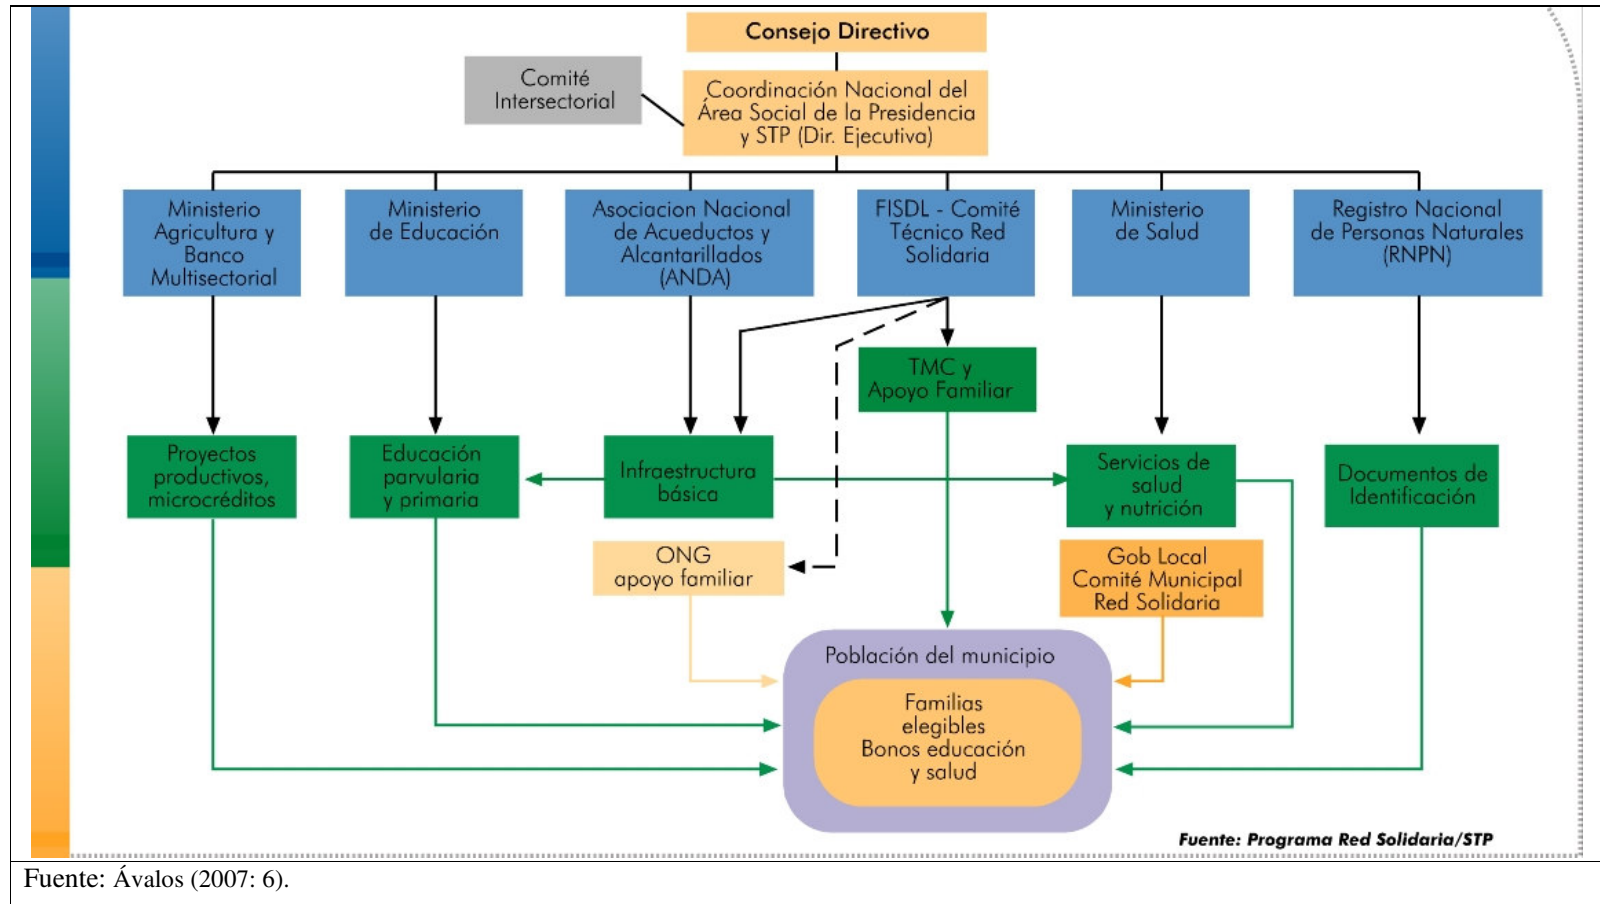 Consejo Directivo
Comité
Intersectorial
Coordinación Nacional del
Área Social de la Presidencia
y STP (Dir. Ejecutiva)
Ministerio
Agricultura y
Banco
Multisectorial
Ministerio
de Educación
Asociacion Nacional
de Acueductos y
Alcantarillados
(ANDA)
FISDL - Comité
Técnico Red
Solidaria
Ministerio
de Salud
Registro Nacional
de Personas Naturales
(RNPN)
TMC y
Apoyo Familiar
Proyectos
productivos,
microcréditos
Educación
parvularia
y primaria
Infraestructura
básica
Servicios de
salud
y nutrición
Documentos de
Identificación
ONG
apoyo familiar
Gob Local
Comité Municipal
Red Solidaria
Población del municipio
Familias
elegibles
Bonos educación
y salud
Fuente: Programa Red Solidaria/STP
Fuente: Ávalos (2007: 6).